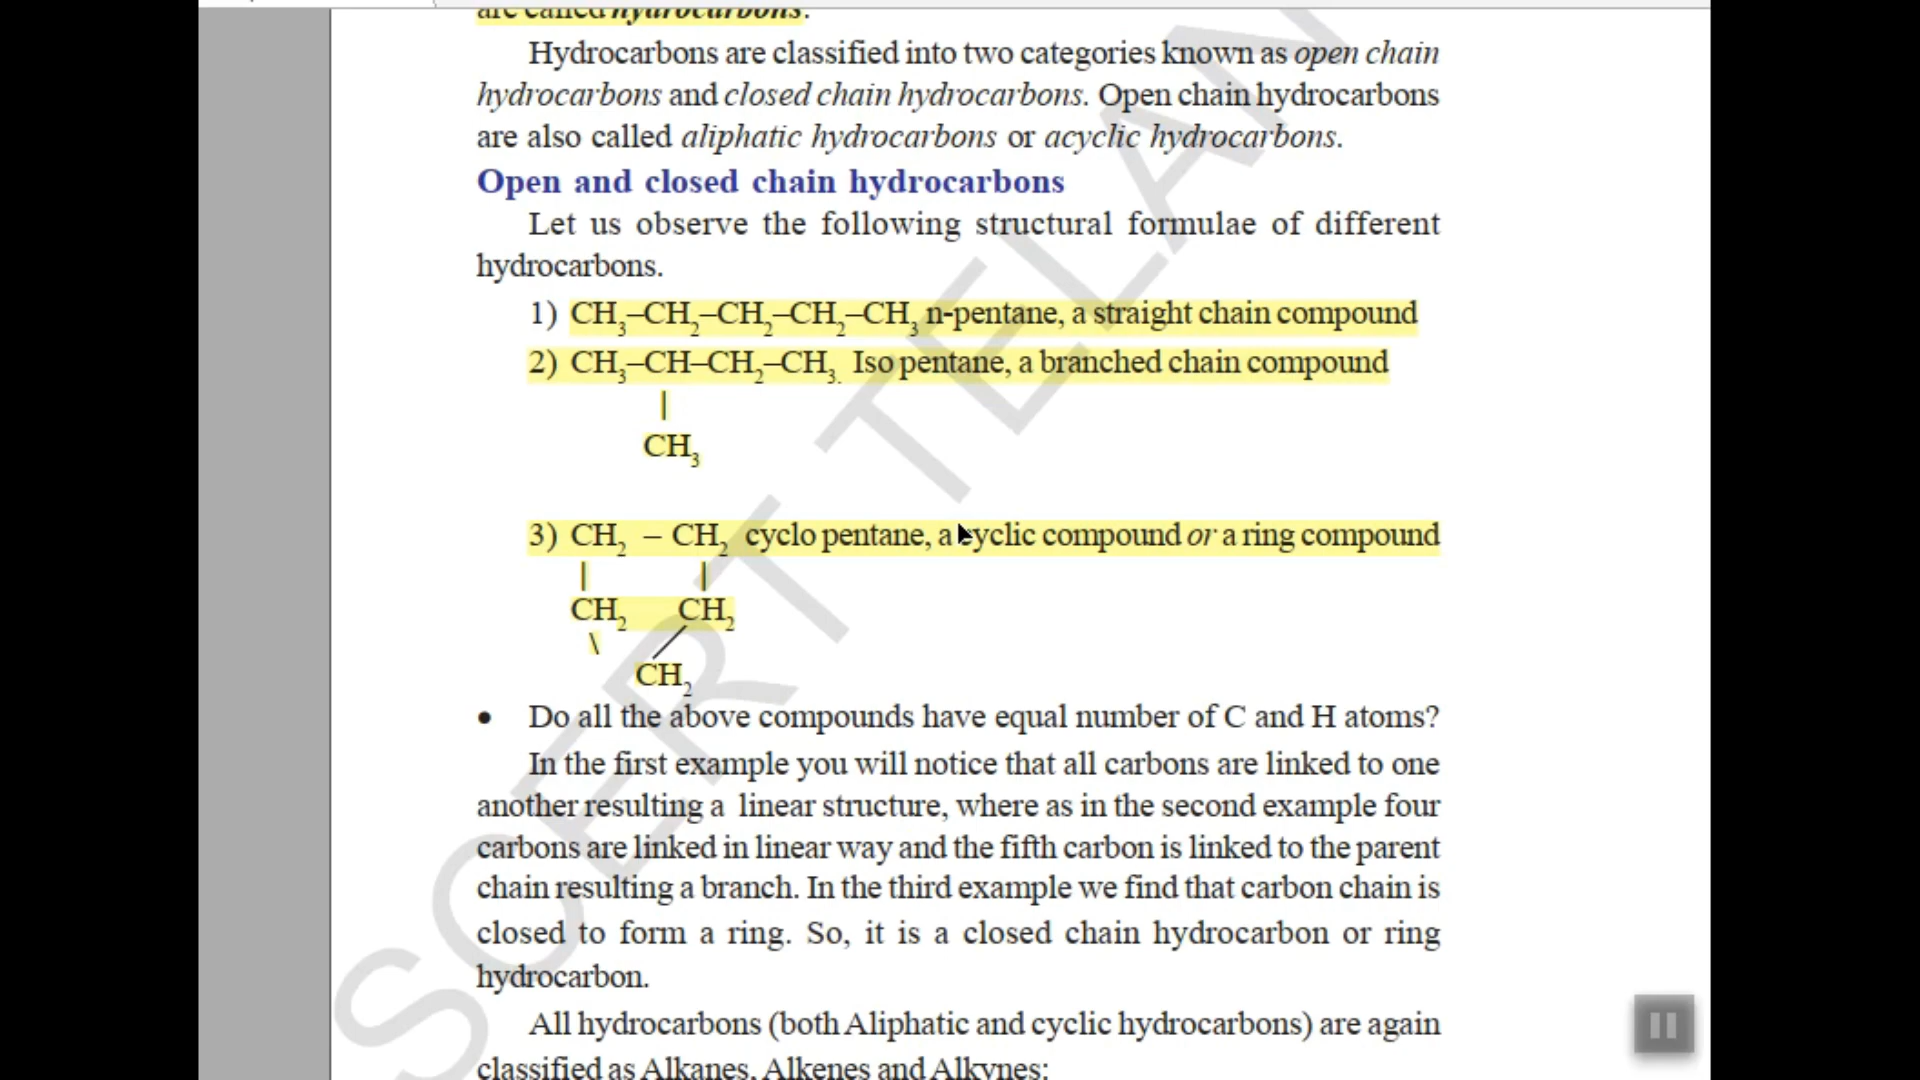 are called hydrocarbons.
Hydrocarbons are classified into two categories known as open chain
hydrocarbons and closed chain hydrocarbons. Open chain hydrocarbons
are also called aliphatic hydrocarbons or acyclic hydrocarbons.
Open and closed chain hydrocarbons
Let us observe the following structural formulae of different
hydrocarbons.
1) CH₃–CH₂–CH₂–CH₂–CH₃ n-pentane, a straight chain compound
2) CH₃–CH–CH₂–CH₃. Iso pentane, a branched chain compound
|
CH₃
3) CH₂ – CH₂ cyclo pentane, a cyclic compound or a ring compound
| |
CH₂ CH₂
\ /
CH₂
• Do all the above compounds have equal number of C and H atoms?
In the first example you will notice that all carbons are linked to one
another resulting a linear structure, where as in the second example four
carbons are linked in linear way and the fifth carbon is linked to the parent
chain resulting a branch. In the third example we find that carbon chain is
closed to form a ring. So, it is a closed chain hydrocarbon or ring
hydrocarbon.
All hydrocarbons (both Aliphatic and cyclic hydrocarbons) are again
classified as Alkanes, Alkenes and Alkynes:
SCERT TELAN